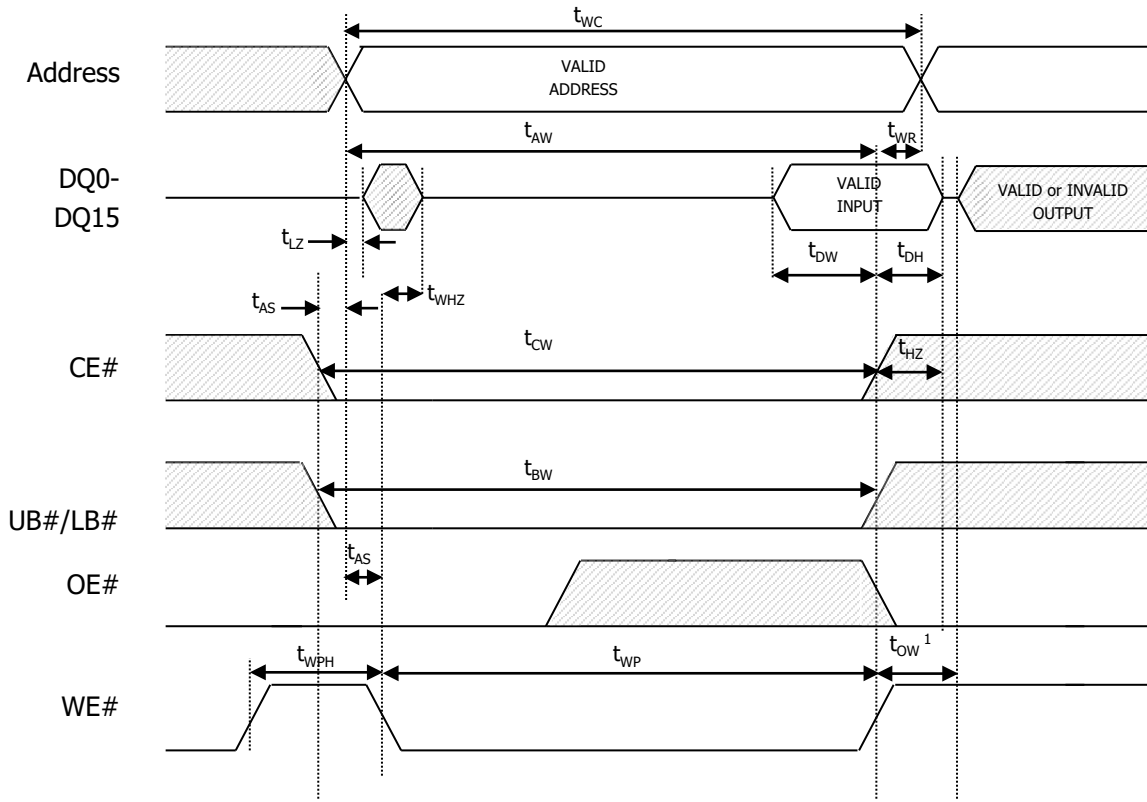 tWC
Address
VALID
ADDRESS
tAW
tWR
DQ0-
DQ15
VALID
INPUT
VALID or INVALID
OUTPUT
tLZ
tDW
tDH
tAS
tWHZ
CE#
tCW
tHZ
UB#/LB#
tBW
tAS
OE#
tWPH
tWP
tOW 1
WE#